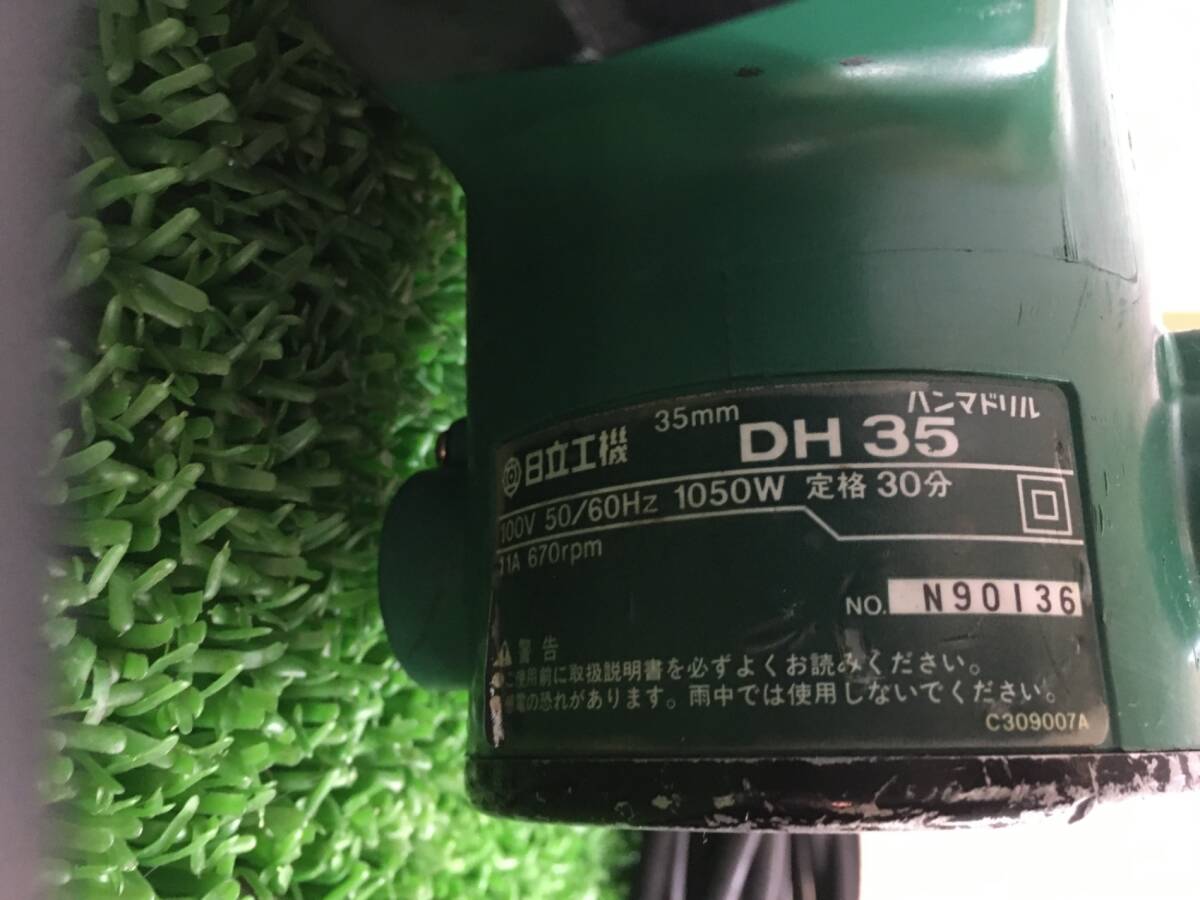 ハンマドリル
日立工機 35mm DH 35
100V 50/60Hz 1050W 定格 30分
11A 670rpm
NO. N90136
警告
ご使用前に取扱説明書を必ずよくお読みください。
感電の恐れがあります。雨中では使用しないでください。
C309007A